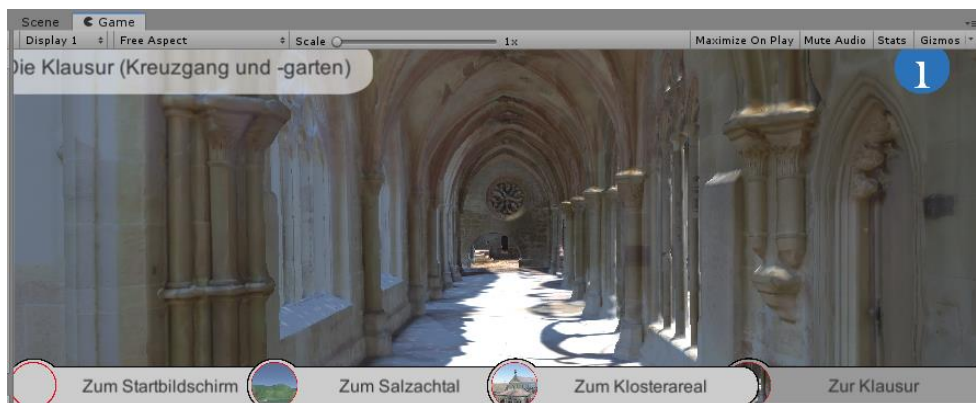 Scene Game
Display 1 Free Aspect Scale 1x Maximize On Play Mute Audio Stats Gizmos
Die Klausur (Kreuzgang und -garten)
1
Zum Startbildschirm Zum Salzachtal Zum Klosterareal Zur Klausur